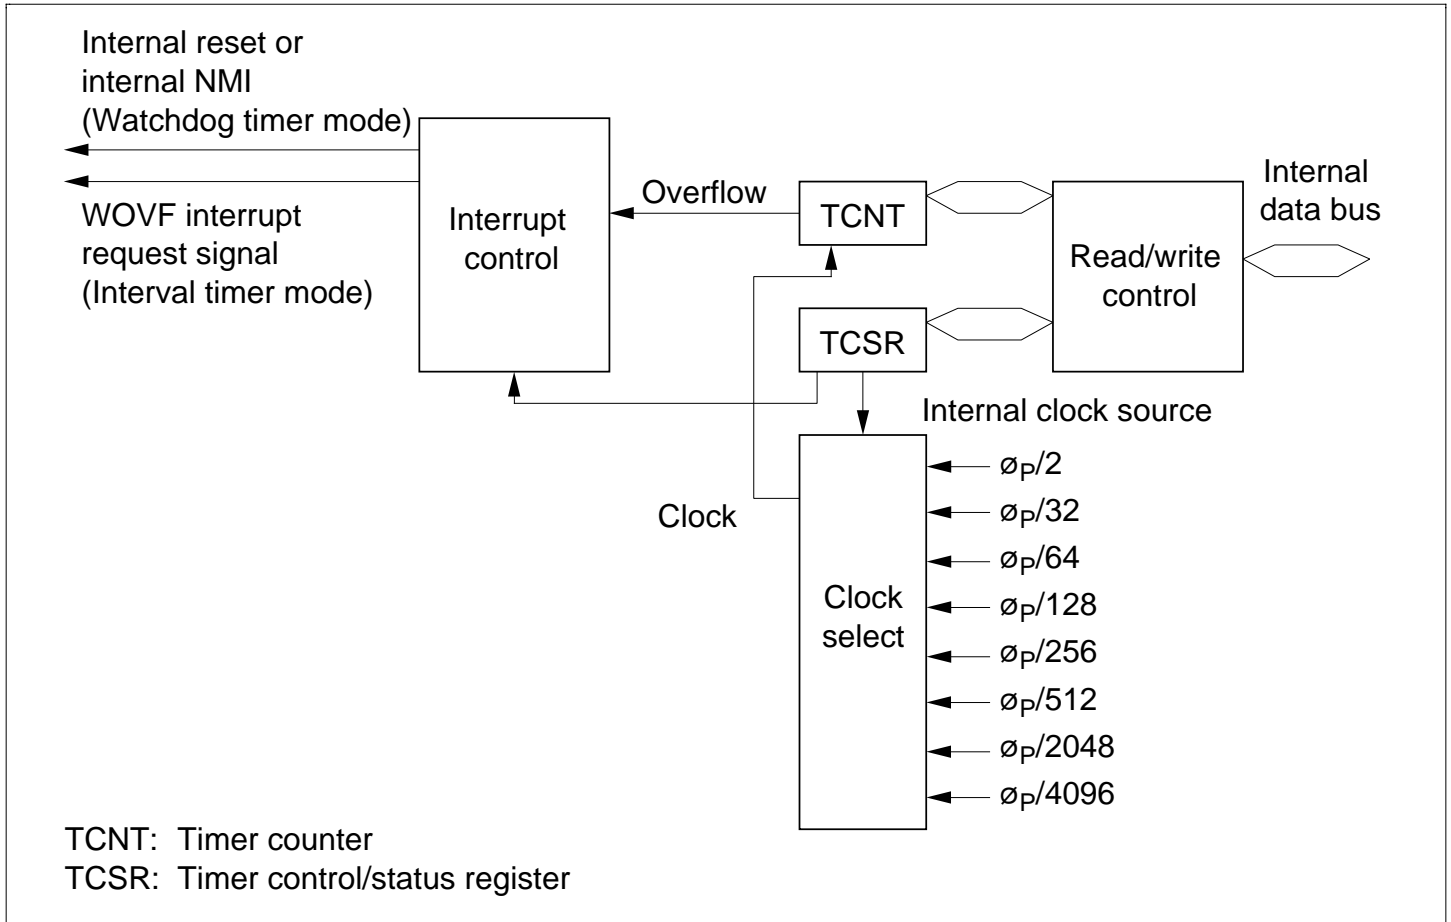 Internal reset or
internal NMI
(Watchdog timer mode)
WOVF interrupt
request signal
(Interval timer mode)
Interrupt
control
Overflow
TCNT
TCSR
Read/write
control
Internal
data bus
Internal clock source
Clock
Clock
select
øP/2
øP/32
øP/64
øP/128
øP/256
øP/512
øP/2048
øP/4096
TCNT: Timer counter
TCSR: Timer control/status register